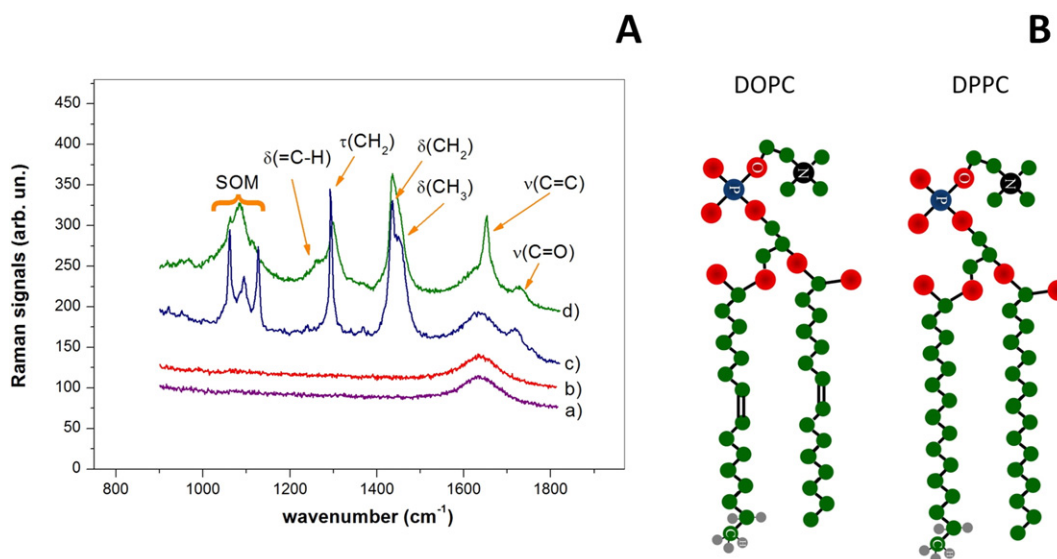 A
B
450
400
350
300
250
200
150
100
50
0
Raman signals (arb. un.)
SOM
δ(=C-H)
τ(CH₂)
δ(CH₂)
δ(CH₃)
ν(C=C)
ν(C=O)
d)
c)
b)
a)
800 1000 1200 1400 1600 1800
wavenumber (cm⁻¹)
DOPC
O
N
P
C
DPPC
O
N
P
C